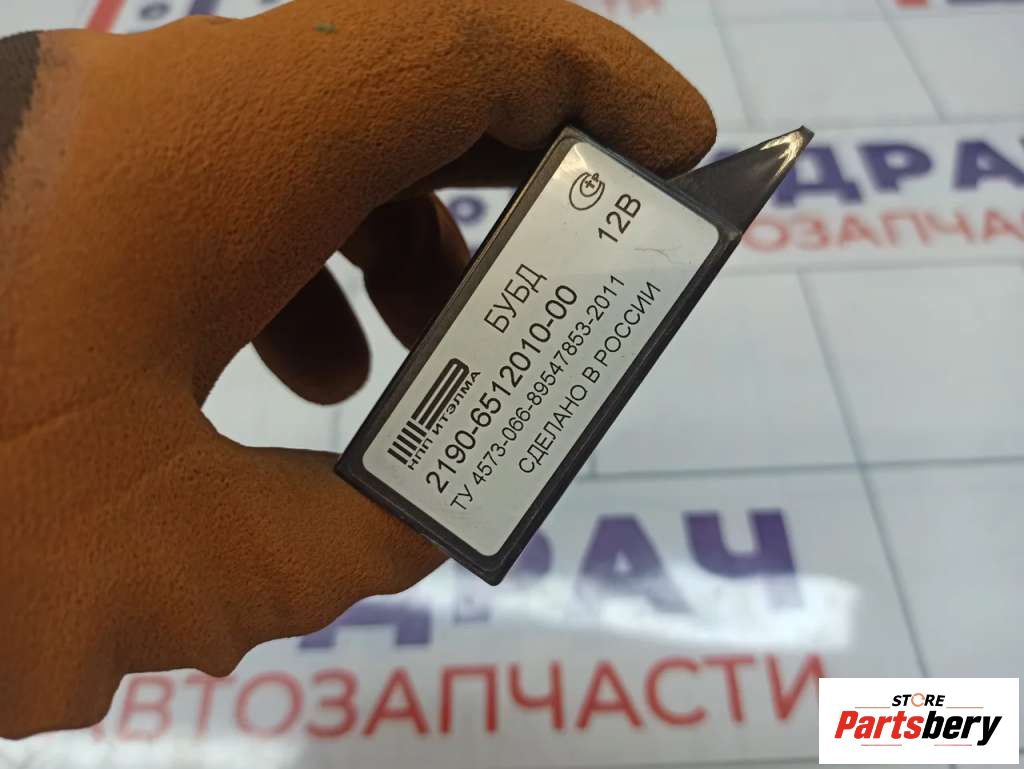 12В
БУБД
НПП ИТЭЛМА
2190-6512010-00
ТУ 4573-066-89547853-2011
СДЕЛАНО В РОССИИ
АВТОЗАПЧАСТИ
STORE
Partsbery